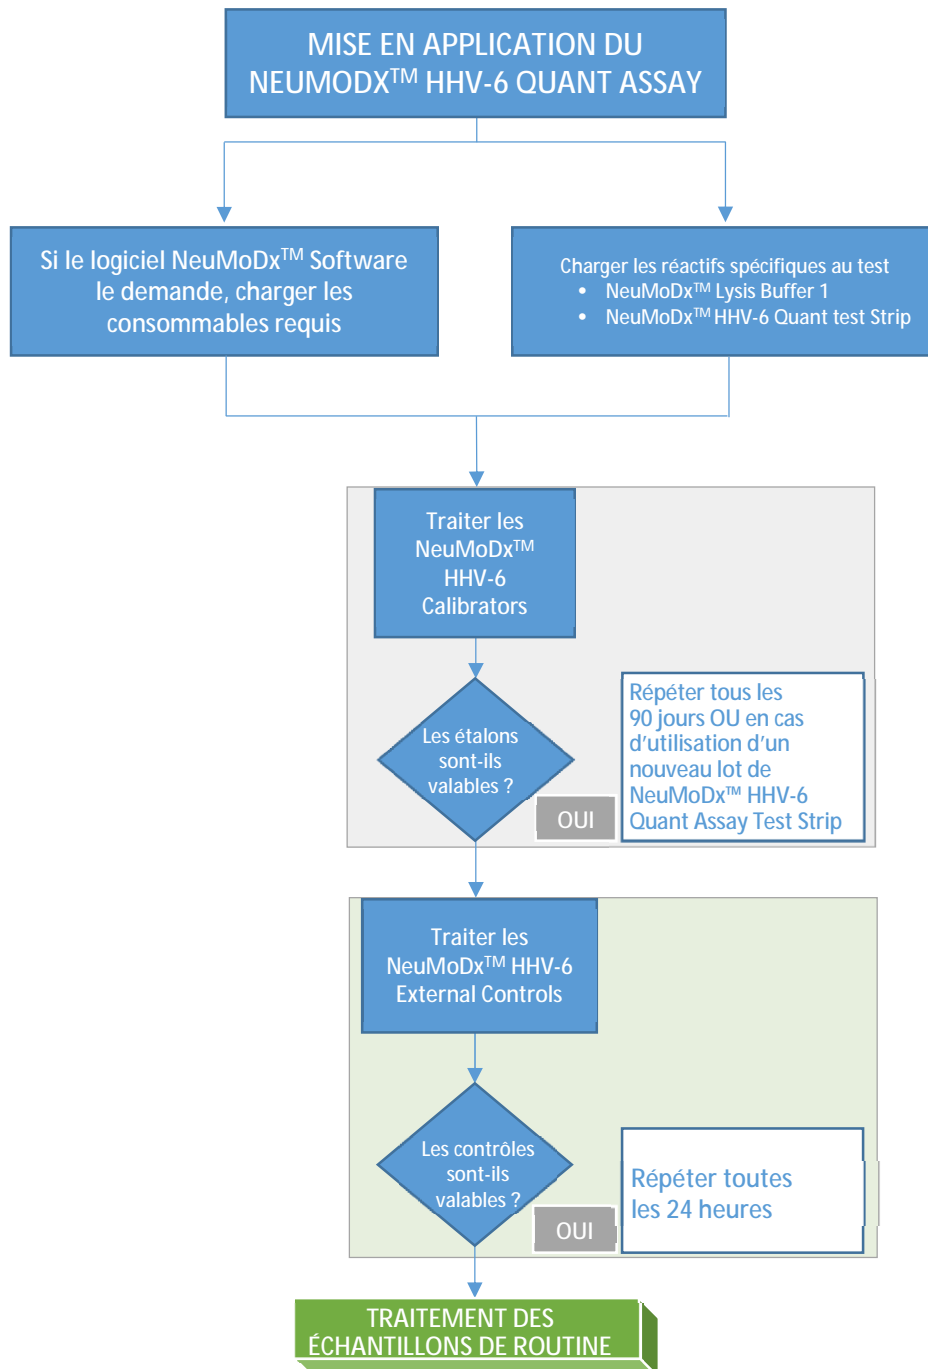 MISE EN APPLICATION DU
NEUMODX™ HHV-6 QUANT ASSAY
Si le logiciel NeuMoDx™ Software
le demande, charger les
consommables requis
Charger les réactifs spécifiques au test
• NeuMoDx™ Lysis Buffer 1
• NeuMoDx™ HHV-6 Quant test Strip
Traiter les
NeuMoDx™
HHV-6
Calibrators
Les étalons
sont-ils
valables ?
OUI
Répéter tous les
90 jours OU en cas
d'utilisation d'un
nouveau lot de
NeuMoDx™ HHV-6
Quant Assay Test Strip
Traiter les
NeuMoDx™ HHV-6
External Controls
Les contrôles
sont-ils
valables ?
OUI
Répéter toutes
les 24 heures
TRAITEMENT DES
ÉCHANTILLONS DE ROUTINE